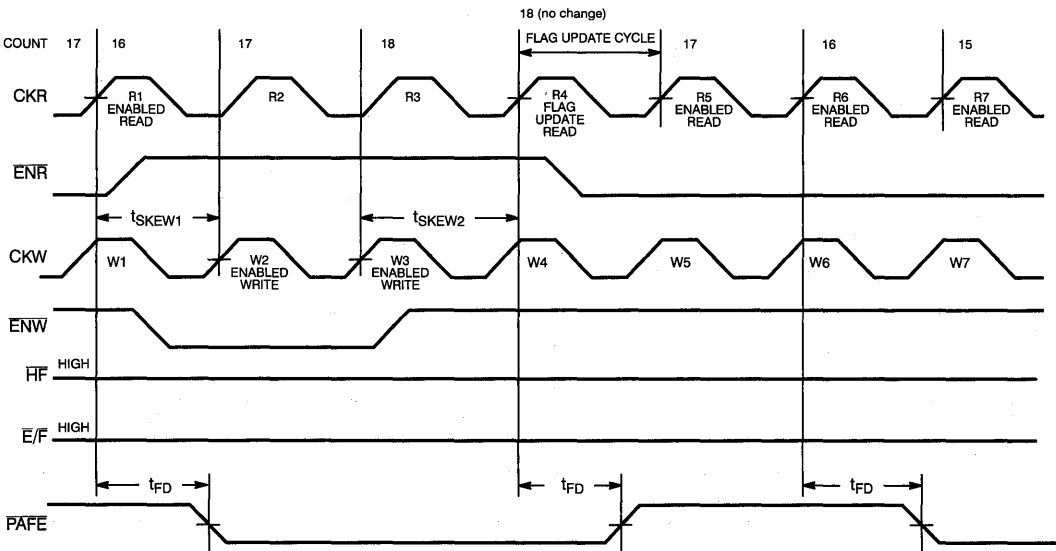 18 (no change)
COUNT 17 16 17 18 FLAG UPDATE CYCLE 17 16 15
CKR
R1 ENABLED READ
R2
R3
R4 FLAG UPDATE READ
R5 ENABLED READ
R6 ENABLED READ
R7 ENABLED READ
ENR
tSKEW1
tSKEW2
CKW
W1
W2 ENABLED WRITE
W3 ENABLED WRITE
W4
W5
W6
W7
ENW
HF HIGH
E/F HIGH
tFD
tFD
tFD
PAFE